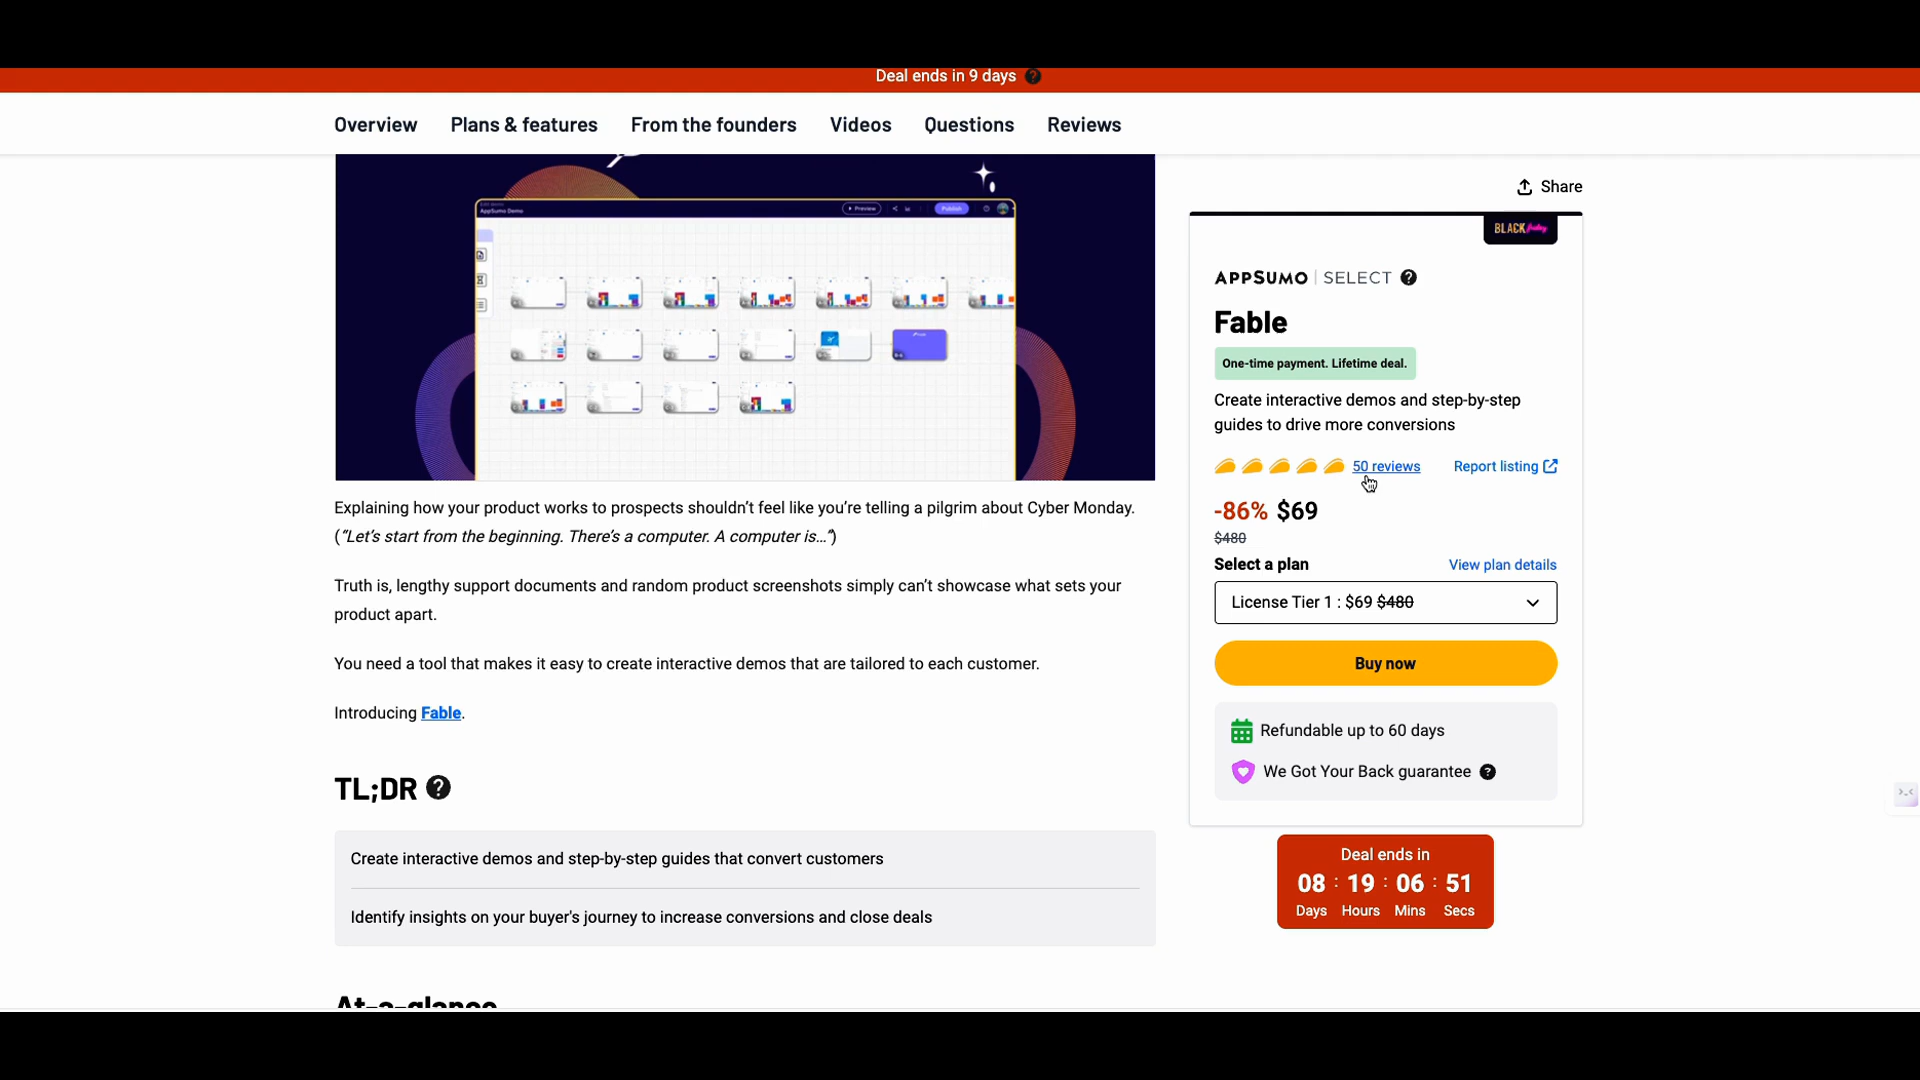 Deal ends in 9 days ?
Overview Plans & features From the founders Videos Questions Reviews
Share
AppSumo Demo
Preview
Publish
BLACK friday
APPSUMO | SELECT ?
Fable
One-time payment. Lifetime deal.
Create interactive demos and step-by-step
guides to drive more conversions
50 reviews Report listing
-86% $69
$480
Select a plan View plan details
License Tier 1 : $69 $480
Buy now
Refundable up to 60 days
We Got Your Back guarantee ?
Deal ends in
08 : 19 : 06 : 51
Days Hours Mins Secs
Explaining how your product works to prospects shouldn't feel like you're telling a pilgrim about Cyber Monday.
(“Let's start from the beginning. There's a computer. A computer is…”)
Truth is, lengthy support documents and random product screenshots simply can't showcase what sets your
product apart.
You need a tool that makes it easy to create interactive demos that are tailored to each customer.
Introducing Fable.
TL;DR ?
Create interactive demos and step-by-step guides that convert customers
Identify insights on your buyer's journey to increase conversions and close deals
At-a-glance